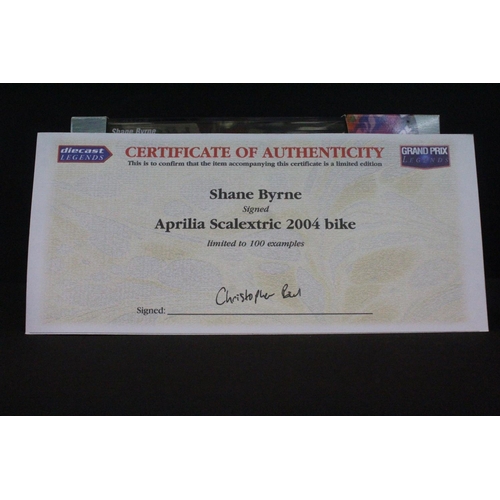 Shane Byrne
diecast
LEGENDS
CERTIFICATE OF AUTHENTICITY
This is to confirm that the item accompanying this certificate is a limited edition
GRAND PRIX
LEGENDS
Shane Byrne
Signed
Aprilia Scalextric 2004 bike
limited to 100 examples
Christopher
Signed: